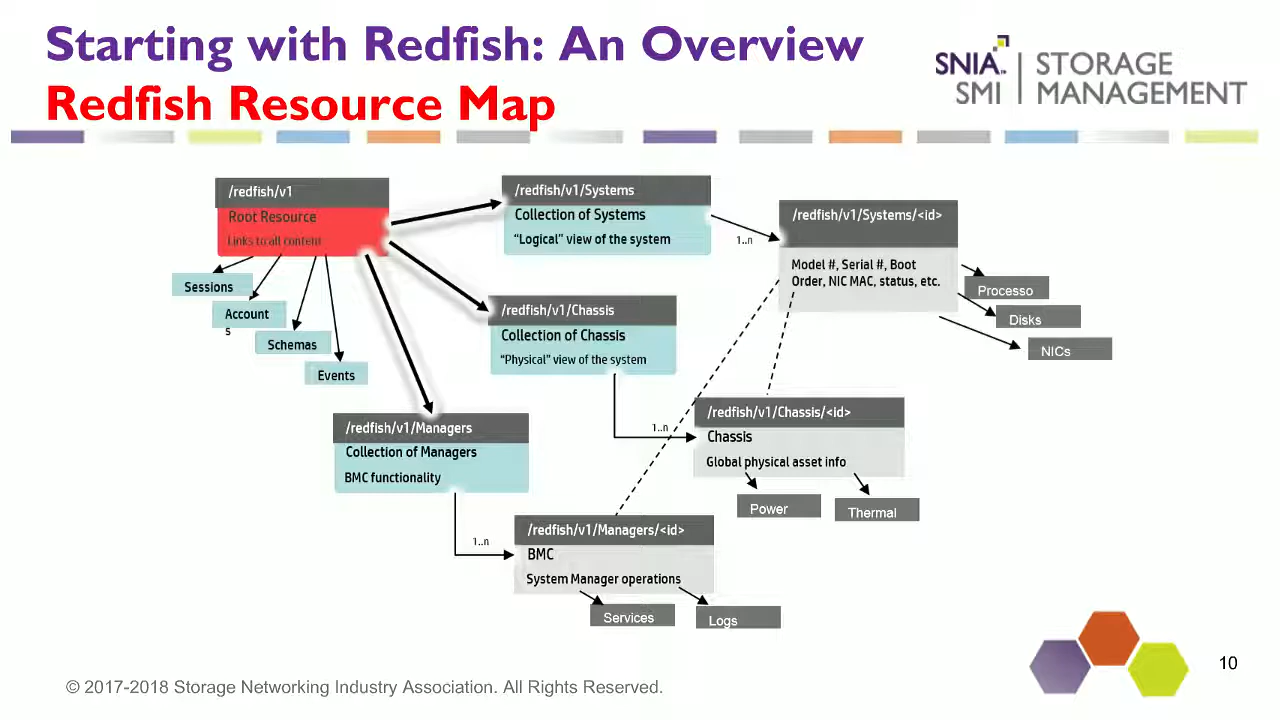 Starting with Redfish: An Overview
Redfish Resource Map
SNIA
SMI
STORAGE
MANAGEMENT
/redfish/v1
Root Resource
Links to all content
Sessions
Account
s
Schemas
Events
/redfish/v1/Systems
Collection of Systems
"Logical" view of the system
1..n
/redfish/v1/Systems/<id>
Model #, Serial #, Boot
Order, NIC MAC, status, etc.
Processo
Disks
NICs
/redfish/v1/Chassis
Collection of Chassis
"Physical" view of the system
1..n
/redfish/v1/Chassis/<id>
Chassis
Global physical asset info
Power
Thermal
/redfish/v1/Managers
Collection of Managers
BMC functionality
1..n
/redfish/v1/Managers/<id>
BMC
System Manager operations
Services
Logs
10
© 2017-2018 Storage Networking Industry Association. All Rights Reserved.